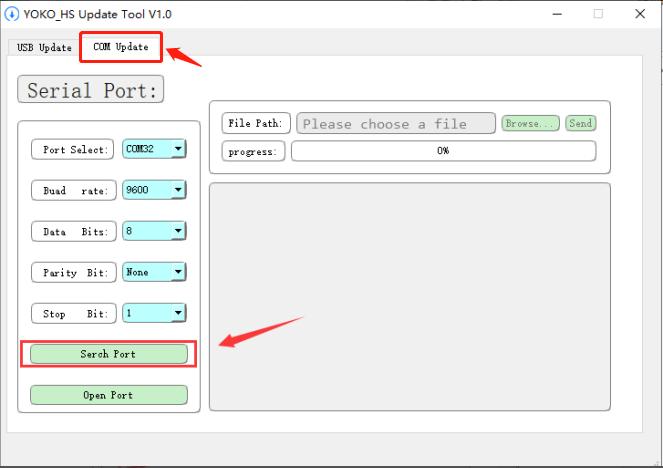 YOKO_HS Update Tool V1.0
USB Update
COM Update
Serial Port:
File Path:
Please choose a file
Browse...
Send
progress:
0%
Port Select:
COM32
Buad rate:
9600
Data Bits:
8
Parity Bit:
None
Stop Bit:
1
Serch Port
Open Port